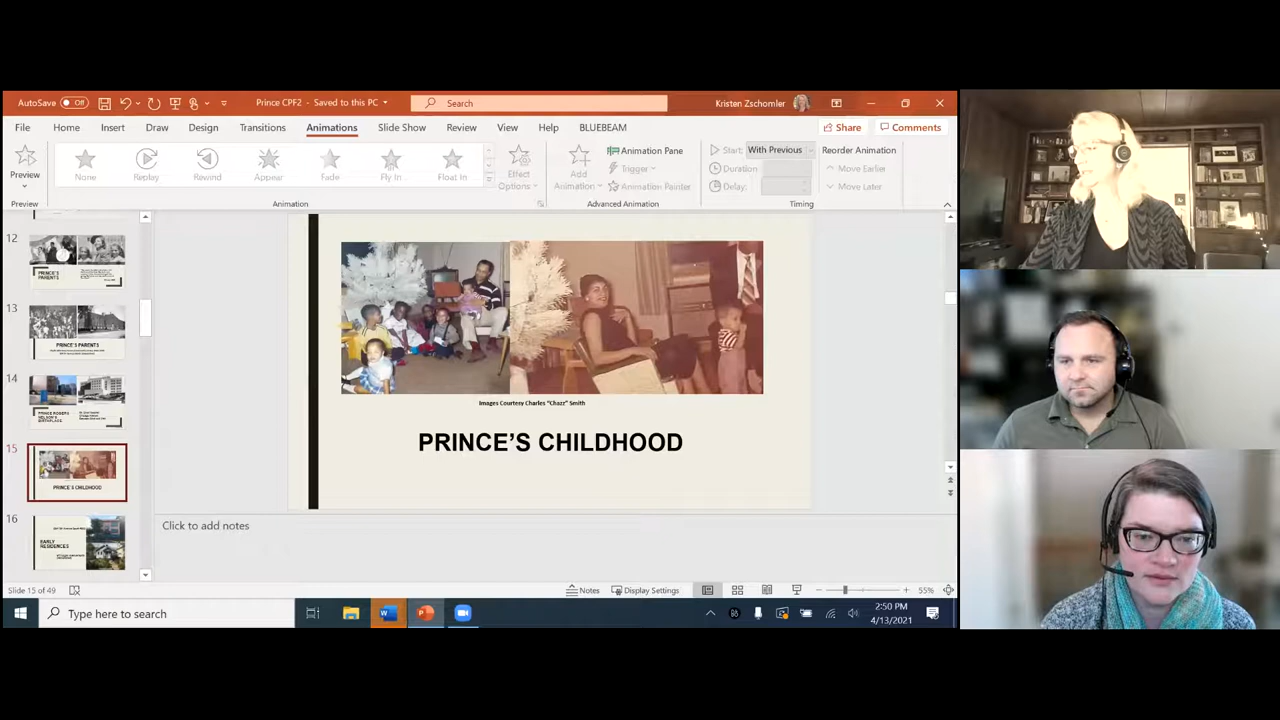 AutoSave Off
Prince CPF2 - Saved to this PC
Search
Kristen Zschomler
File Home Insert Draw Design Transitions Animations Slide Show Review View Help BLUEBEAM
Share Comments
Preview
None Replay Rewind Appear Fade Fly In Float In
Effect
Options
Add
Animation
Animation Pane
Trigger
Animation Painter
Start: With Previous
Duration
Delay:
Reorder Animation
Move Earlier
Move Later
Preview Animation Advanced Animation Timing
12
PRINCE'S
PARENTS
13
PRINCE'S PARENTS
14
PRINCE ROGERS
NELSON'S
BIRTHPLACE
15
PRINCE'S CHILDHOOD
16
EARLY
RESIDENCES
Images Courtesy Charles "Chazz" Smith
PRINCE'S CHILDHOOD
Click to add notes
Slide 15 of 49
Notes Display Settings
55%
Type here to search
2:50 PM
4/13/2021